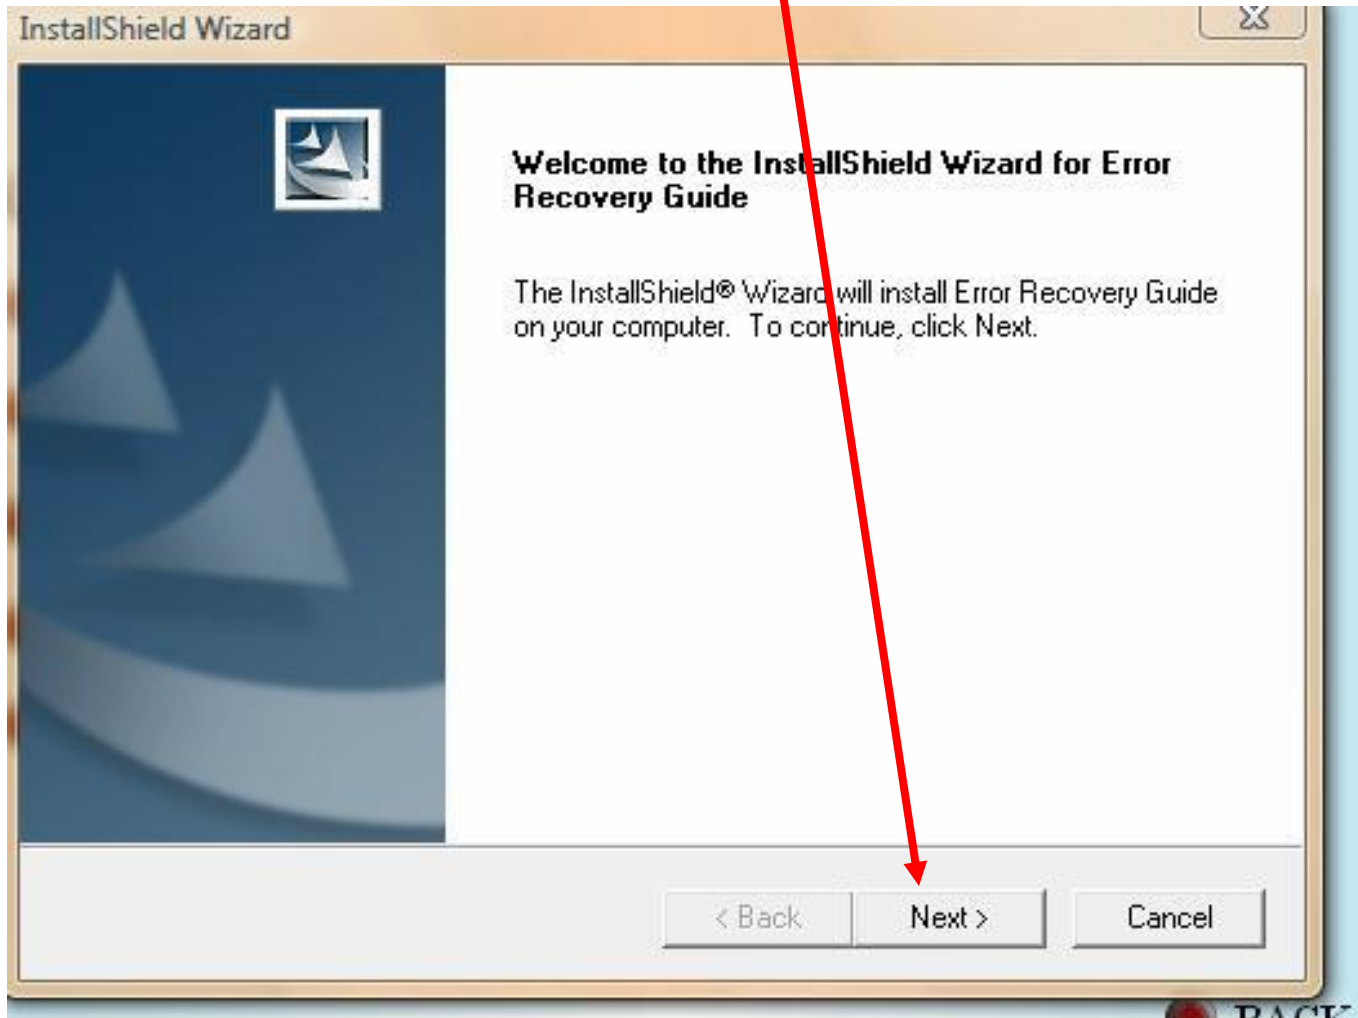 InstallShield Wizard
Welcome to the InstallShield Wizard for Error
Recovery Guide
The InstallShield® Wizard will install Error Recovery Guide
on your computer. To continue, click Next.
< Back
Next >
Cancel
BACK